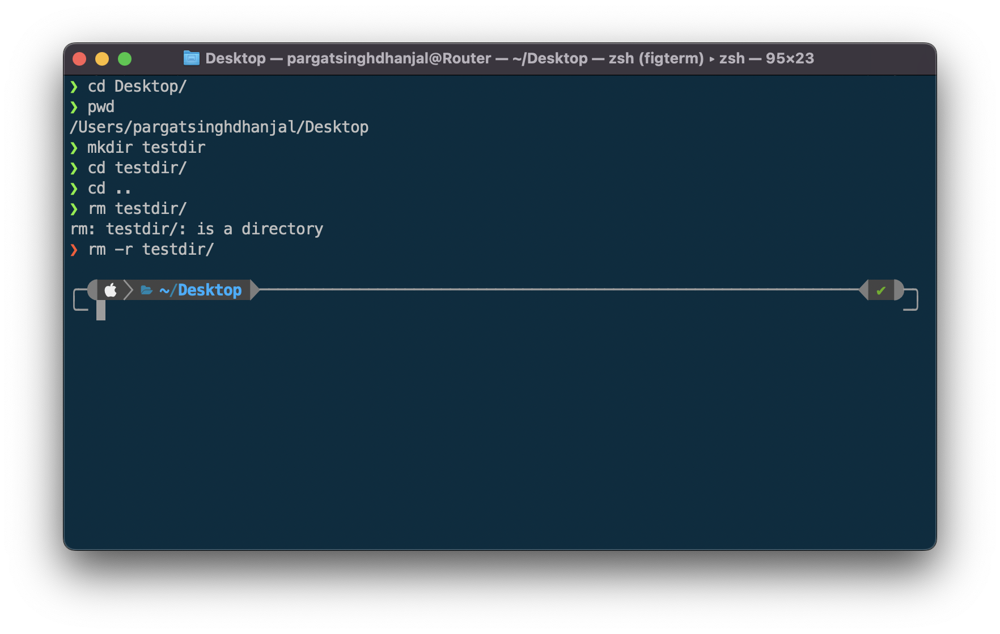 Desktop — pargatsinghdhanjal@Router — ~/Desktop — zsh (figterm) ▸ zsh — 95×23
❯ cd Desktop/
❯ pwd
/Users/pargatsinghdhanjal/Desktop
❯ mkdir testdir
❯ cd testdir/
❯ cd ..
❯ rm testdir/
rm: testdir/: is a directory
❯ rm -r testdir/
~/Desktop ✔